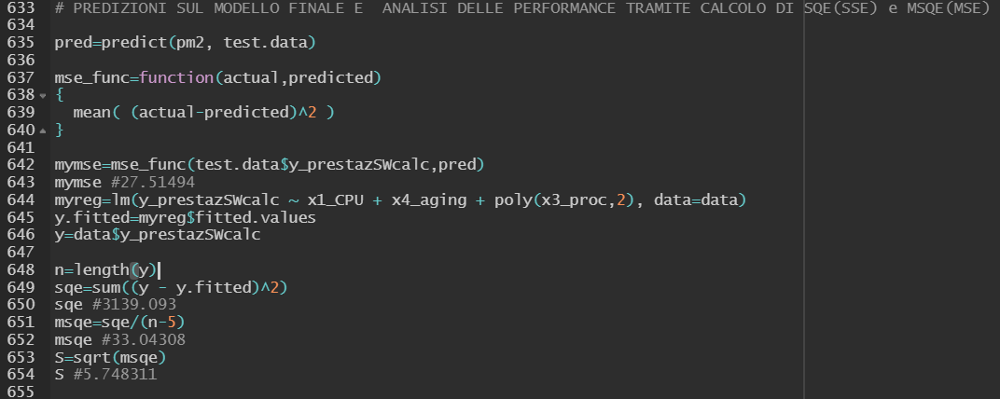 633 # PREDIZIONI SUL MODELLO FINALE E  ANALISI DELLE PERFORMANCE TRAMITE CALCOLO DI SQE(SSE) e MSQE(MSE)
634
635 pred=predict(pm2, test.data)
636
637 mse_func=function(actual,predicted)
638 {
639   mean( (actual-predicted)^2 )
640 }
641
642 mymse=mse_func(test.data$y_prestazSWcalc,pred)
643 mymse #27.51494
644 myreg=lm(y_prestazSWcalc ~ x1_CPU + x4_aging + poly(x3_proc,2), data=data)
645 y.fitted=myreg$fitted.values
646 y=data$y_prestazSWcalc
647
648 n=length(y)
649 sqe=sum((y - y.fitted)^2)
650 sqe #3139.093
651 msqe=sqe/(n-5)
652 msqe #33.04308
653 S=sqrt(msqe)
654 S #5.748311
655